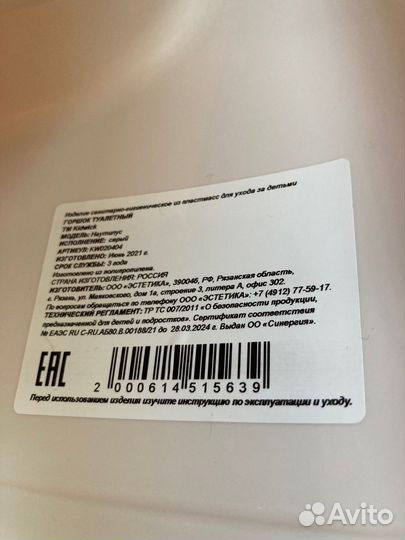 Изделие санитарно-гигиеническое из пластмасс для ухода за детьми
ГОРШОК ТУАЛЕТНЫЙ
ТМ Kidwick
МОДЕЛЬ: Наутилус
ИСПОЛНЕНИЕ: серый
АРТИКУЛ: KW020404
ИЗГОТОВЛЕНО: Июнь 2021 г.
СРОК СЛУЖБЫ: 3 года
Изготовлено из полипропилена.
СТРАНА ИЗГОТОВЛЕНИЯ: РОССИЯ
ИЗГОТОВИТЕЛЬ: ООО "ЭСТЕТИКА", 390046, РФ, Рязанская область,
г. Рязань, ул. Маяковского, дом 1а, строение 3, литера А, офис 302.
По вопросам обращаться по телефону ООО "ЭСТЕТИКА": +7 (4912) 77-59-17.
ТЕХНИЧЕСКИЙ РЕГЛАМЕНТ: ТР ТС 007/2011 «О безопасности продукции,
предназначенной для детей и подростков». Сертификат соответствия
№ ЕАЭС RU C-RU.АБ80.В.00188/21 до 28.03.2024 г. Выдан ОО «Синергия».
EAC
2 000614 515639
Перед использованием изделия изучите инструкцию по эксплуатации и уходу.
Avito